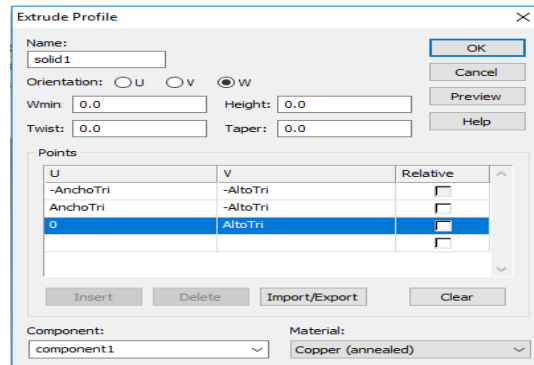 Extrude Profile
Name:
solid1
OK
Orientation: U V W
Cancel
Wmin: 0.0 Height: 0.0
Preview
Twist: 0.0 Taper: 0.0
Help
Points
U V Relative
-AnchoTri -AltoTri
AnchoTri -AltoTri
0 AltoTri
Insert Delete Import/Export Clear
Component: Material:
component1 Copper (annealed)